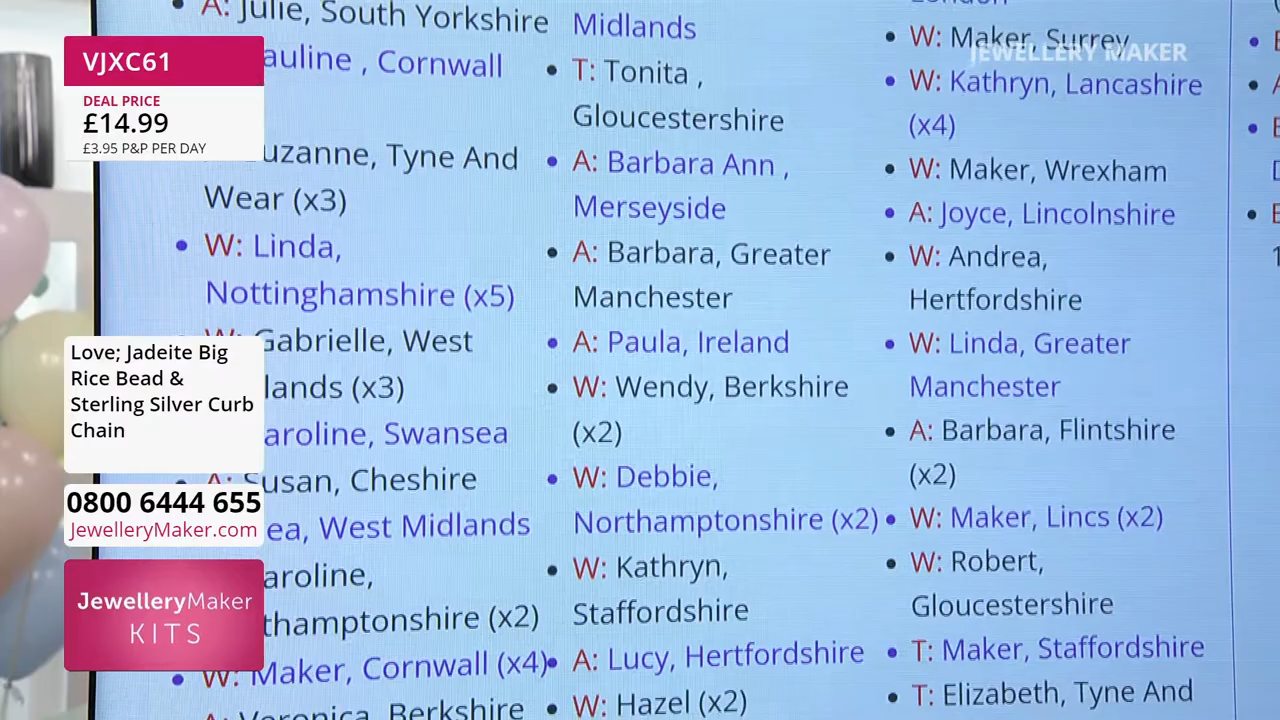 VJXC61
DEAL PRICE
£14.99
£3.95 P&P PER DAY
Love; Jadeite Big
Rice Bead &
Sterling Silver Curb
Chain
0800 6444 655
JewelleryMaker.com
JewelleryMaker
KITS
JEWELLERY MAKER
A: Julie, South Yorkshire
auline , Cornwall
uzanne, Tyne And
Wear (x3)
W: Linda,
Nottinghamshire (x5)
W: Gabrielle, West
lands (x3)
aroline, Swansea
A: Susan, Cheshire
ea, West Midlands
aroline,
thamptonshire (x2)
W: Maker, Cornwall (x4)
A: Veronica, Berkshire
Midlands
T: Tonita ,
Gloucestershire
A: Barbara Ann ,
Merseyside
A: Barbara, Greater
Manchester
A: Paula, Ireland
W: Wendy, Berkshire
(x2)
W: Debbie,
Northamptonshire (x2)
W: Kathryn,
Staffordshire
A: Lucy, Hertfordshire
W: Hazel (x2)
London
W: Maker, Surrey
W: Kathryn, Lancashire
(x4)
W: Maker, Wrexham
A: Joyce, Lincolnshire
W: Andrea,
Hertfordshire
W: Linda, Greater
Manchester
A: Barbara, Flintshire
(x2)
W: Maker, Lincs (x2)
W: Robert,
Gloucestershire
T: Maker, Staffordshire
T: Elizabeth, Tyne And